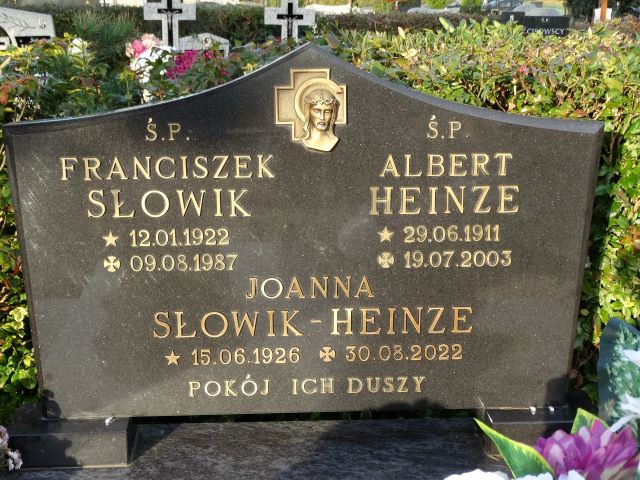 Ś.P.
FRANCISZEK
SŁOWIK
12.01.1922
09.08.1987
Ś.P.
ALBERT
HEINZE
29.06.1911
19.07.2003
JOANNA
SŁOWIK-HEINZE
15.06.1926 30.08.2022
POKÓJ ICH DUSZY